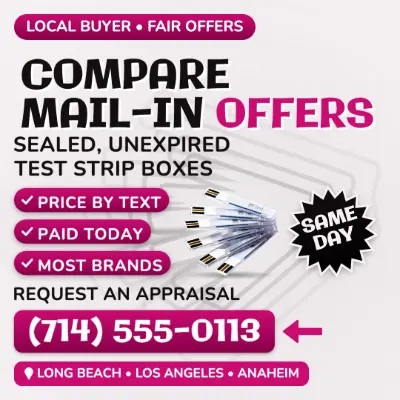 LOCAL BUYER • FAIR OFFERS
COMPARE
MAIL-IN OFFERS
SEALED, UNEXPIRED
TEST STRIP BOXES
✓ PRICE BY TEXT
✓ PAID TODAY
✓ MOST BRANDS
SAME
DAY
REQUEST AN APPRAISAL
(714) 555-0113
LONG BEACH • LOS ANGELES • ANAHEIM